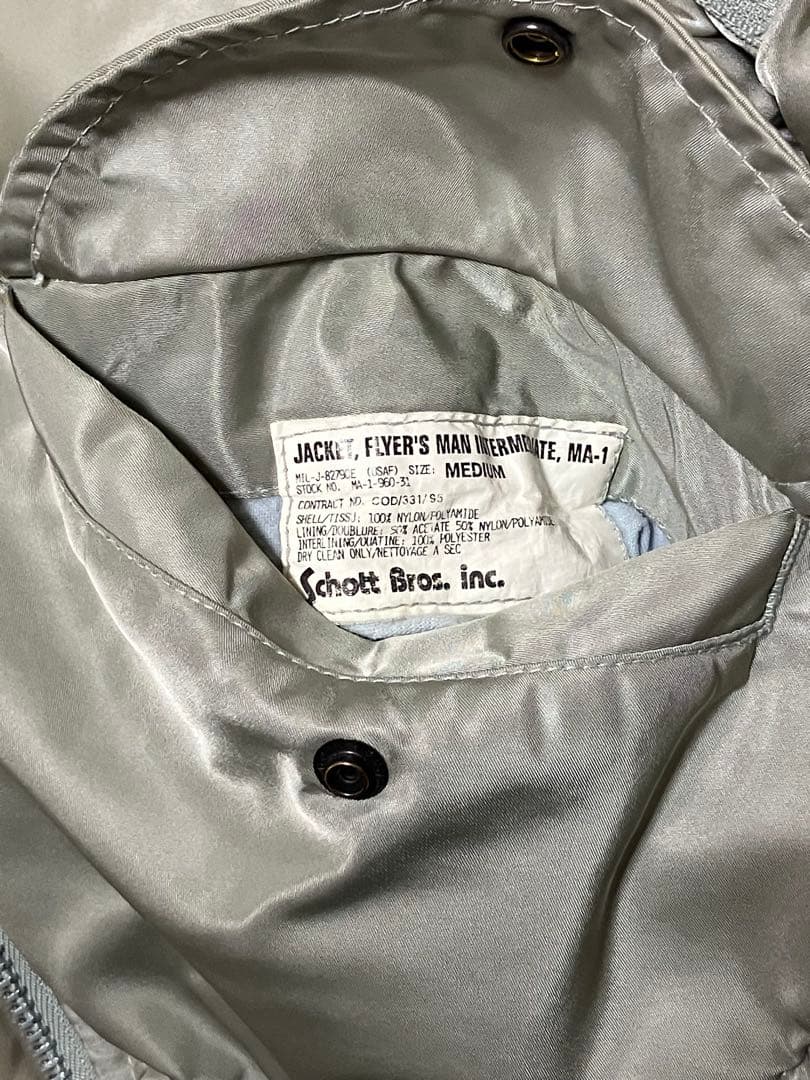 JACKET, FLYER'S MAN INTERMEDIATE, MA-1
MIL-J-8279CE (USAF) SIZE: MEDIUM
STOCK NO. MA-1-960-31
CONTRACT NO. COD/331/S5
SHELL/TISSU: 100% NYLON/POLYAMIDE
LINING/DOUBLURE: 50% ACETATE 50% NYLON/POLYAMIDE
INTERLINING/OUATINE: 100% POLYESTER
DRY CLEAN ONLY/NETTOYAGE A SEC
Schott Bros. inc.